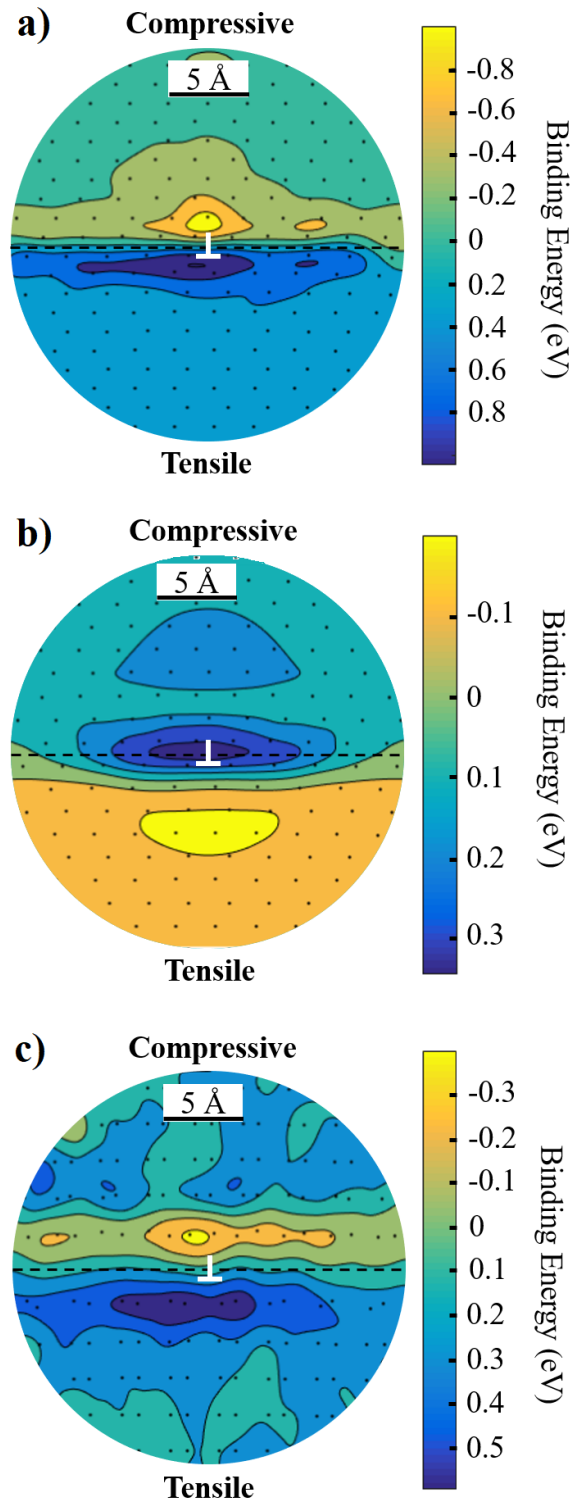 a)
Compressive
5 Å
Tensile
-0.8
-0.6
-0.4
-0.2
0
0.2
0.4
0.6
0.8
Binding Energy (eV)
b)
Compressive
5 Å
Tensile
-0.1
0
0.1
0.2
0.3
Binding Energy (eV)
c)
Compressive
5 Å
Tensile
-0.3
-0.2
-0.1
0
0.1
0.2
0.3
0.4
0.5
Binding Energy (eV)